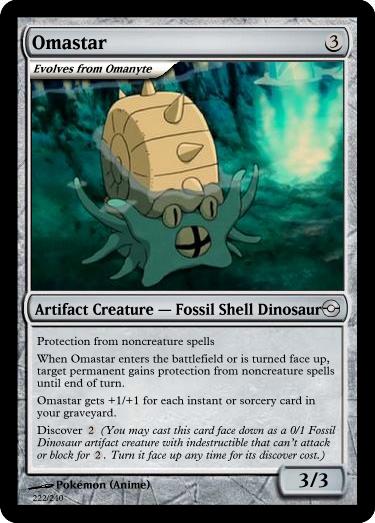 Omastar 3
Evolves from Omanyte
Artifact Creature — Fossil Shell Dinosaur
Protection from noncreature spells
When Omastar enters the battlefield or is turned face up,
target permanent gains protection from noncreature spells
until end of turn.
Omastar gets +1/+1 for each instant or sorcery card in
your graveyard.
Discover 2 (You may cast this card face down as a 0/1 Fossil
Dinosaur artifact creature with indestructible that can't attack
or block for 2. Turn it face up any time for its discover cost.)
3/3
Pokémon (Anime)
222/240